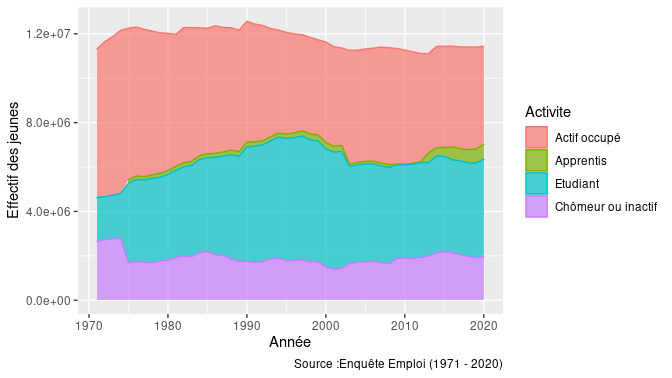 1.2e+07
8.0e+06
4.0e+06
0.0e+00
Effectif des jeunes
1970 1980 1990 2000 2010 2020
Année
Activite
Actif occupé
Apprentis
Etudiant
Chômeur ou inactif
Source :Enquête Emploi (1971 - 2020)